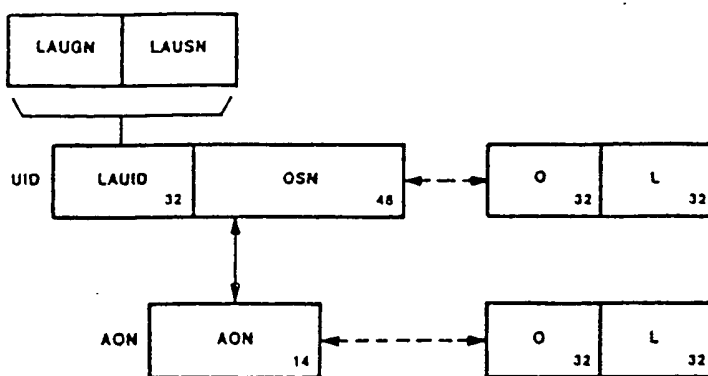 LAUGN LAUSN
UID LAUID 32 OSN 48 O 32 L 32
AON AON 14 O 32 L 32